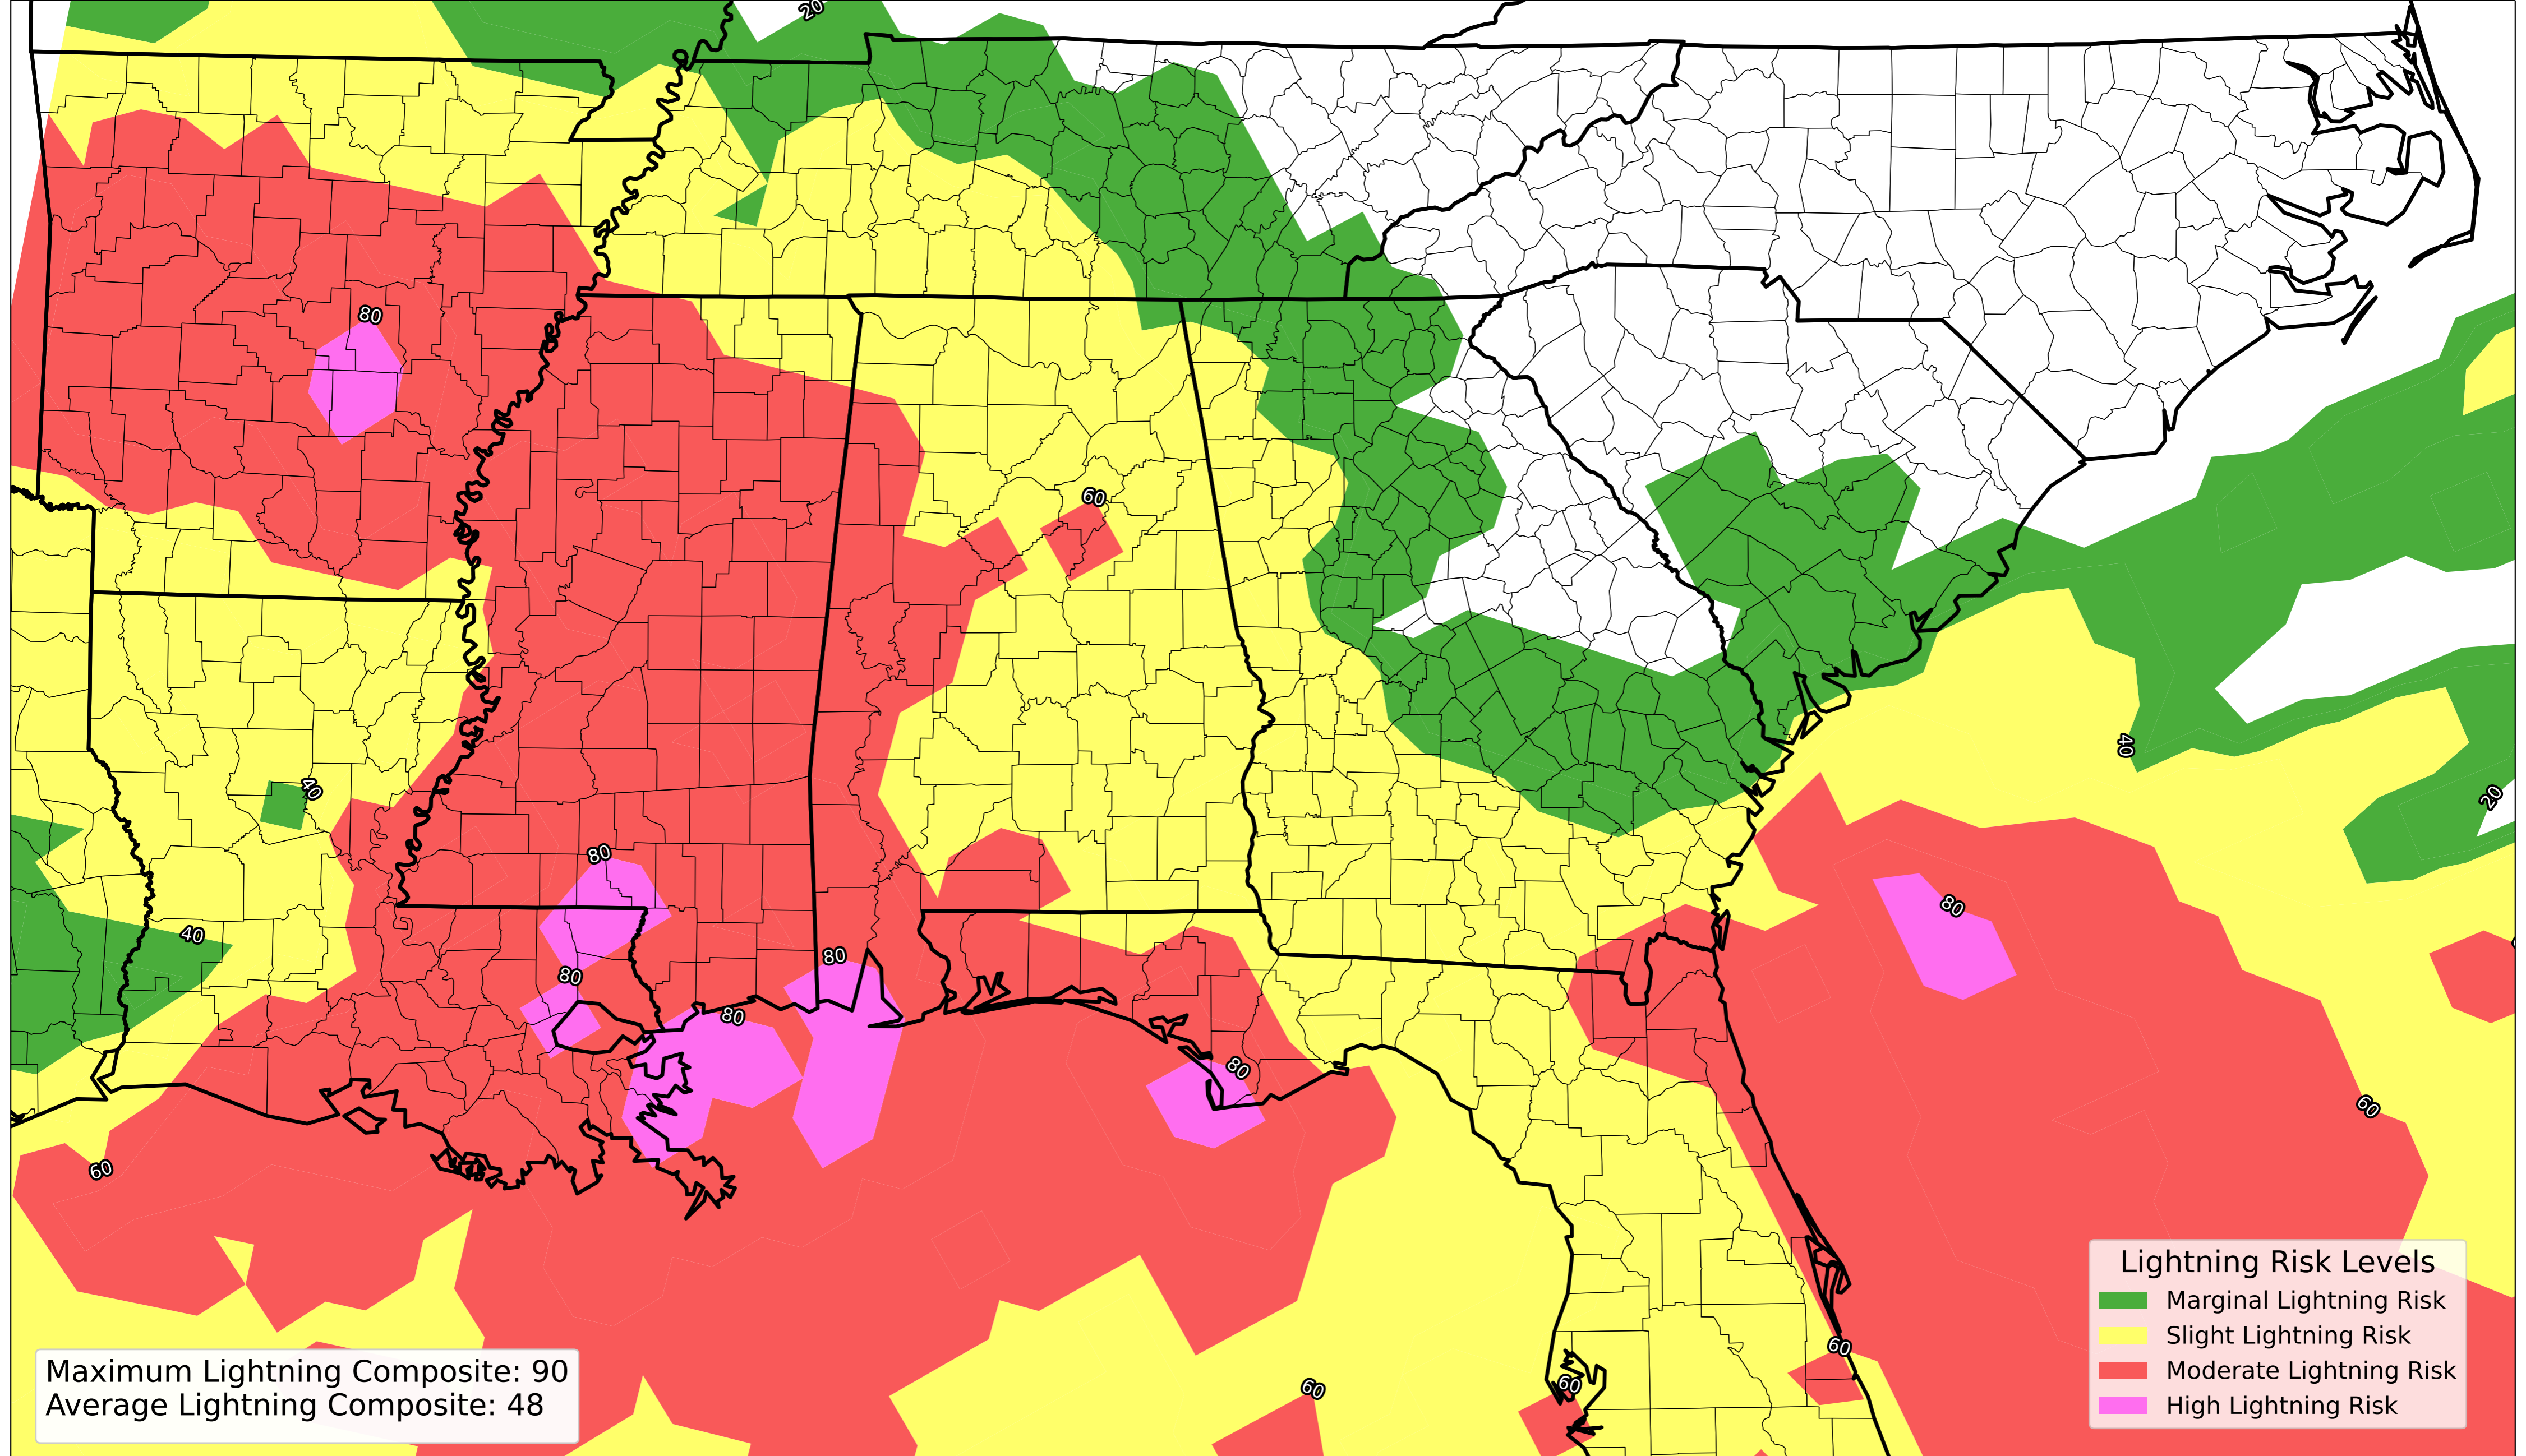 20
80
60
40
40
20
80
80
40
80
80
80
80
60
60
60
60
60
Lightning Risk Levels
Marginal Lightning Risk
Slight Lightning Risk
Moderate Lightning Risk
High Lightning Risk
Maximum Lightning Composite: 90
Average Lightning Composite: 48